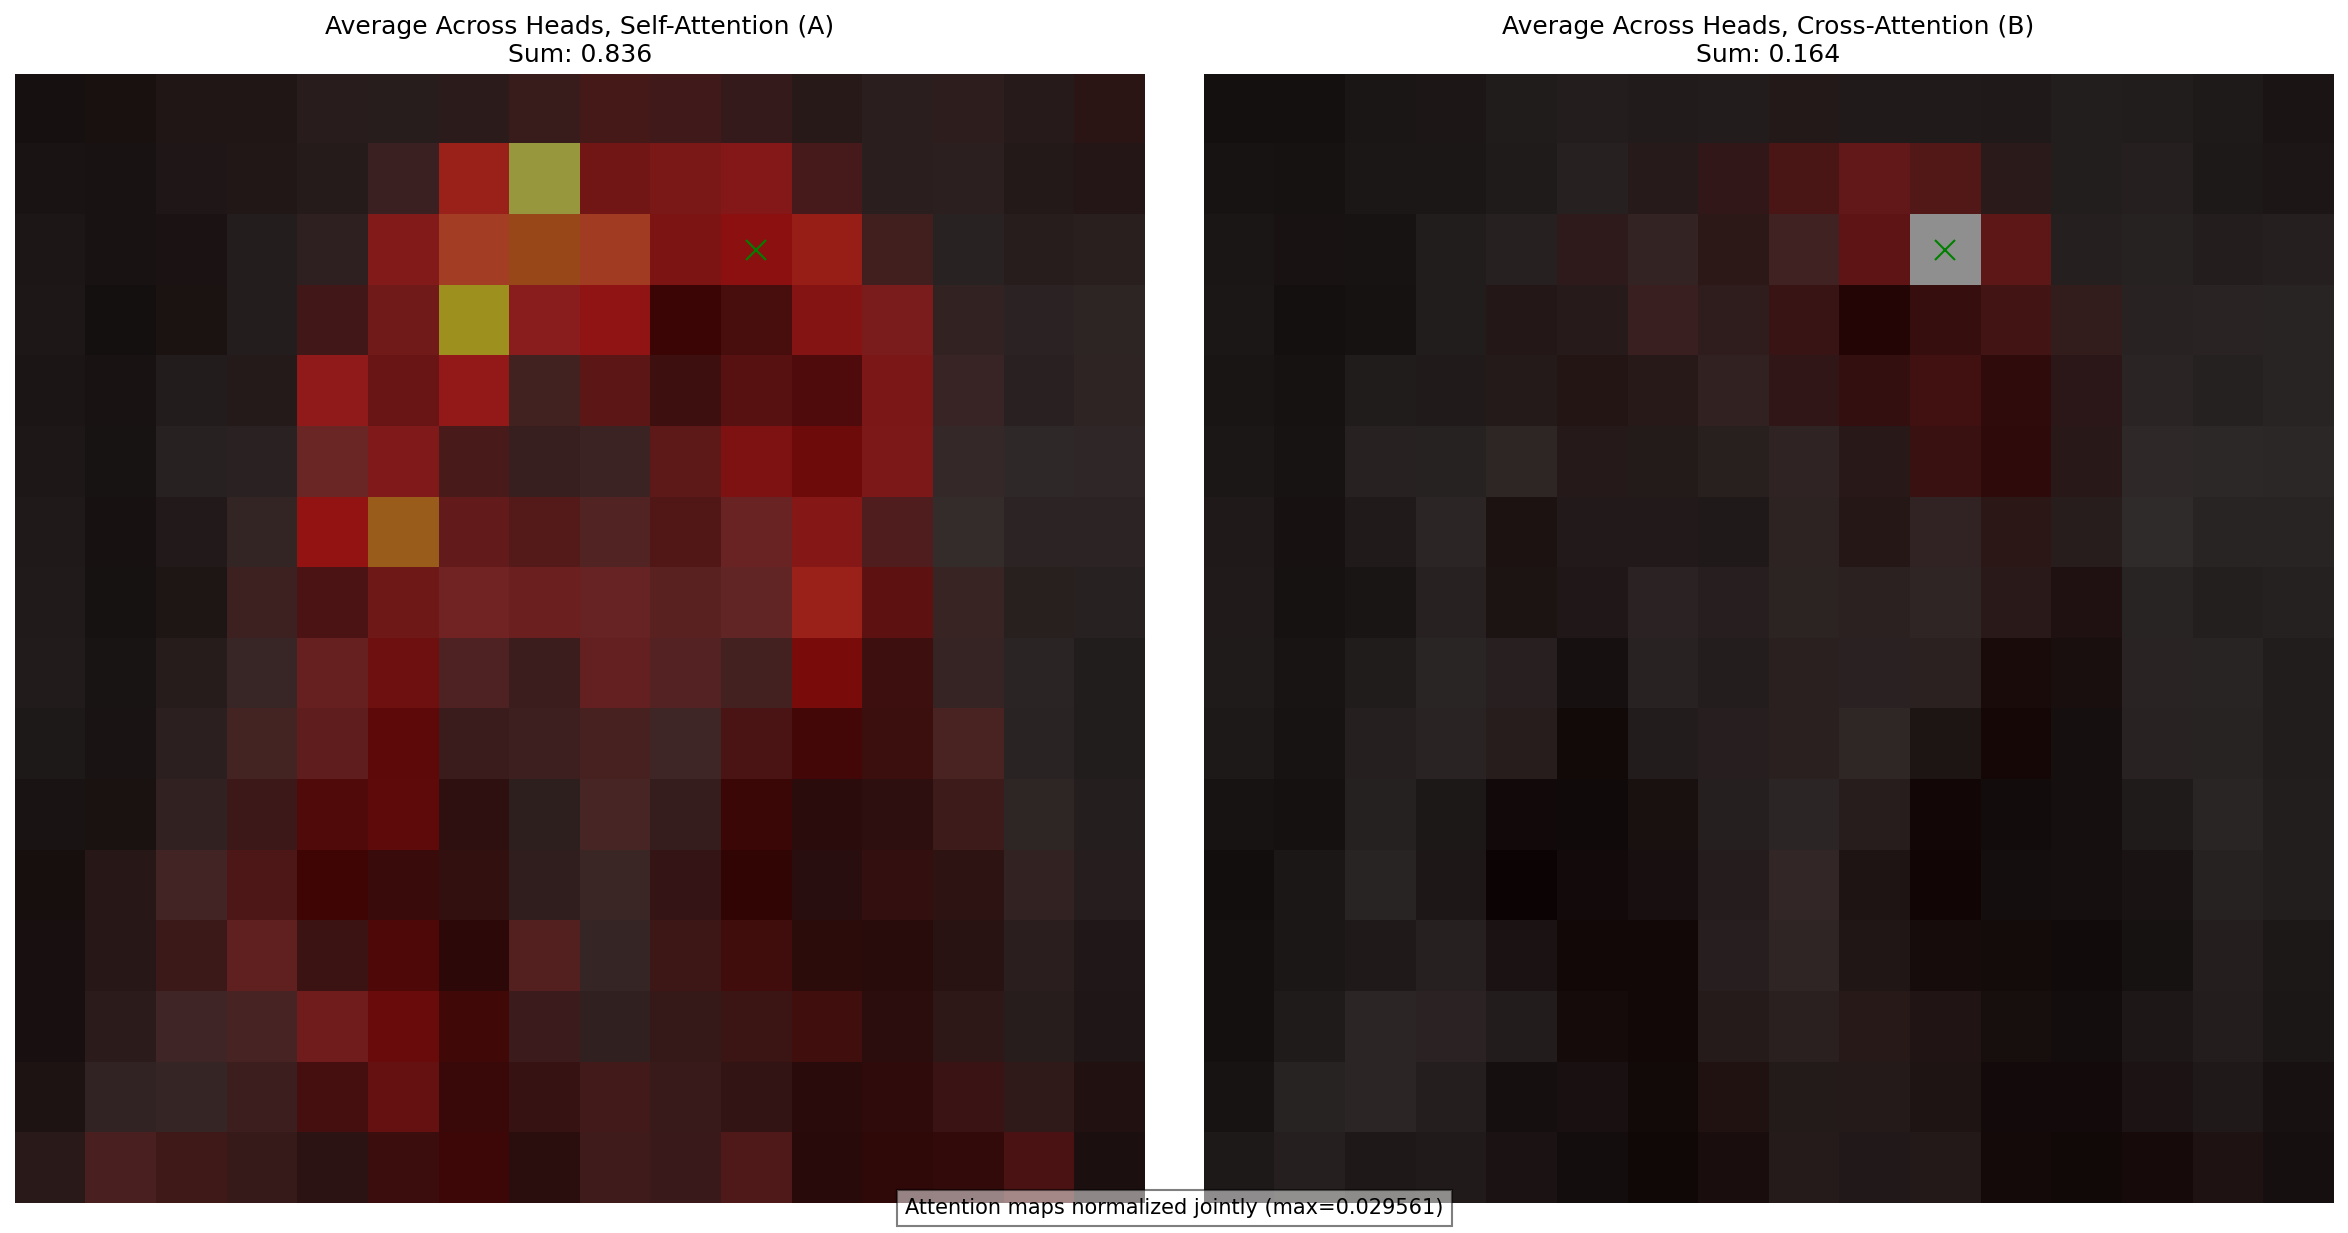 Average Across Heads, Self-Attention (A)
Sum: 0.836
Average Across Heads, Cross-Attention (B)
Sum: 0.164
Attention maps normalized jointly (max=0.029561)